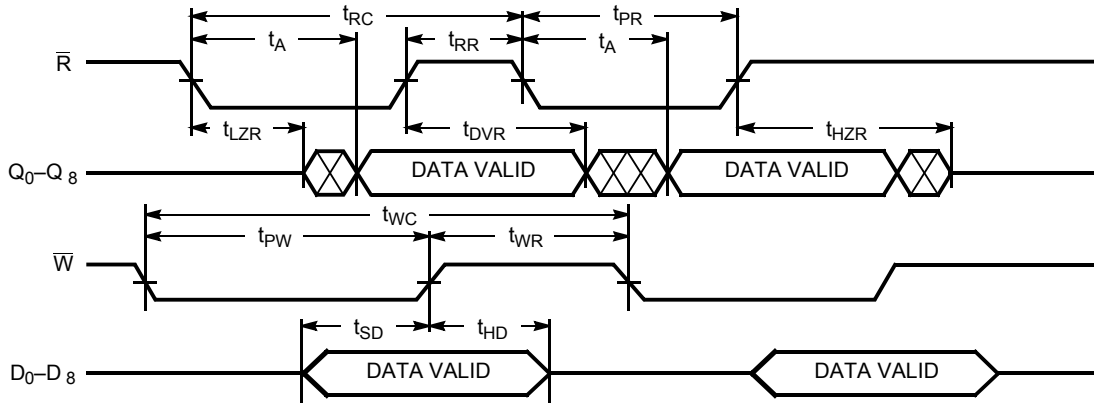 tRC tPR
tA tRR tA
R̅
tLZR tDVR tHZR
Q0–Q8 DATA VALID DATA VALID
tWC
tPW tWR
W̅
tSD tHD
D0–D8 DATA VALID DATA VALID